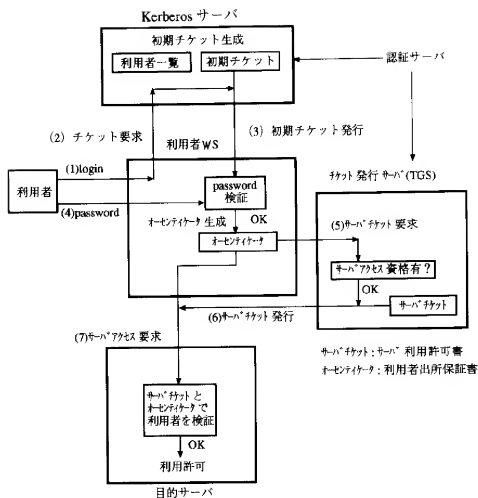 Kerberos サーバ
初期チケット生成
利用者一覧
初期チケット
認証サーバ
(2) チケット要求
(3) 初期チケット発行
利用者WS
チケット 発行 サーバ(TGS)
(1)login
利用者
(4)password
password
検証
オーセンティケータ 生成
OK
オーセンティケータ
(5)サーバチケット 要求
サーバアクセス 資格有？
OK
サーバチケット
(6)サーバチケット 発行
(7)サーバアクセス 要求
サーバチケット：サーバ 利用許可書
オーセンティケータ：利用者出所保証書
サーバチケット と
オーセンティケータ で
利用者を検証
OK
利用許可
目的サーバ